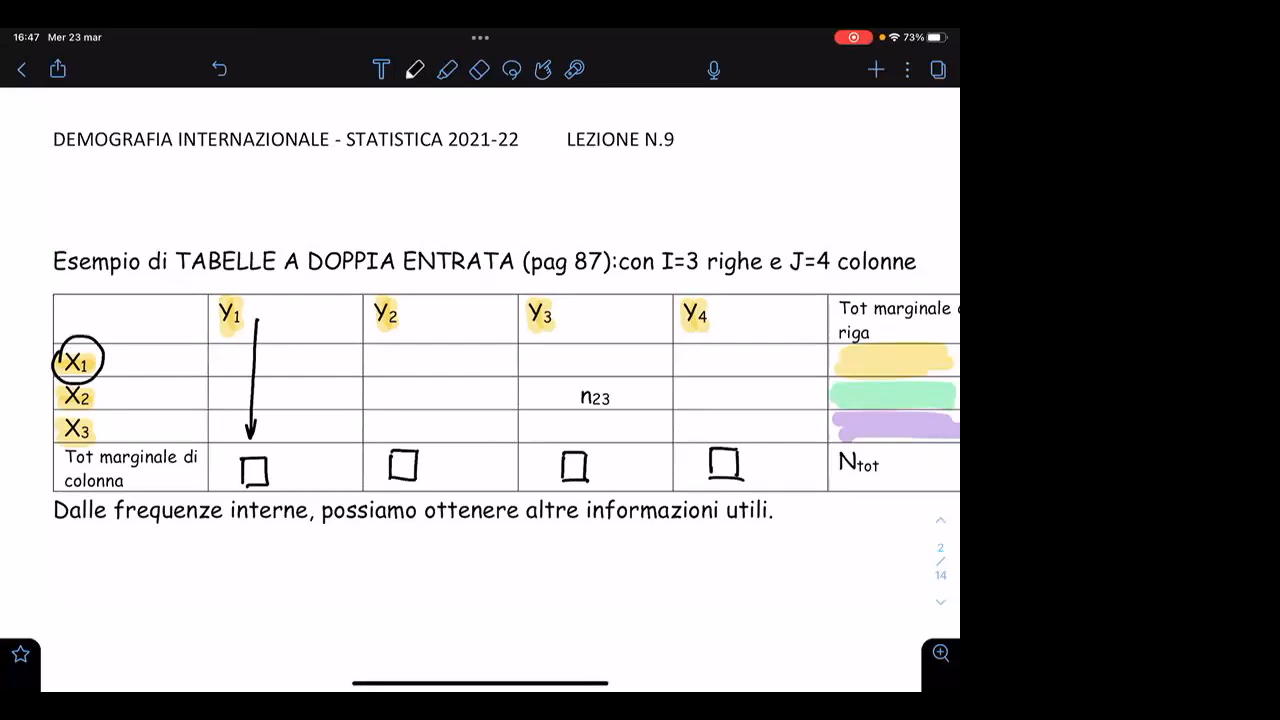 16:47 Mer 23 mar
73%
DEMOGRAFIA INTERNAZIONALE - STATISTICA 2021-22 LEZIONE N.9
Esempio di TABELLE A DOPPIA ENTRATA (pag 87):con I=3 righe e J=4 colonne
Y1 Y2 Y3 Y4 Tot marginale
riga
X1
X2 n23
X3
Tot marginale di
colonna
Ntot
Dalle frequenze interne, possiamo ottenere altre informazioni utili.
2
/
14